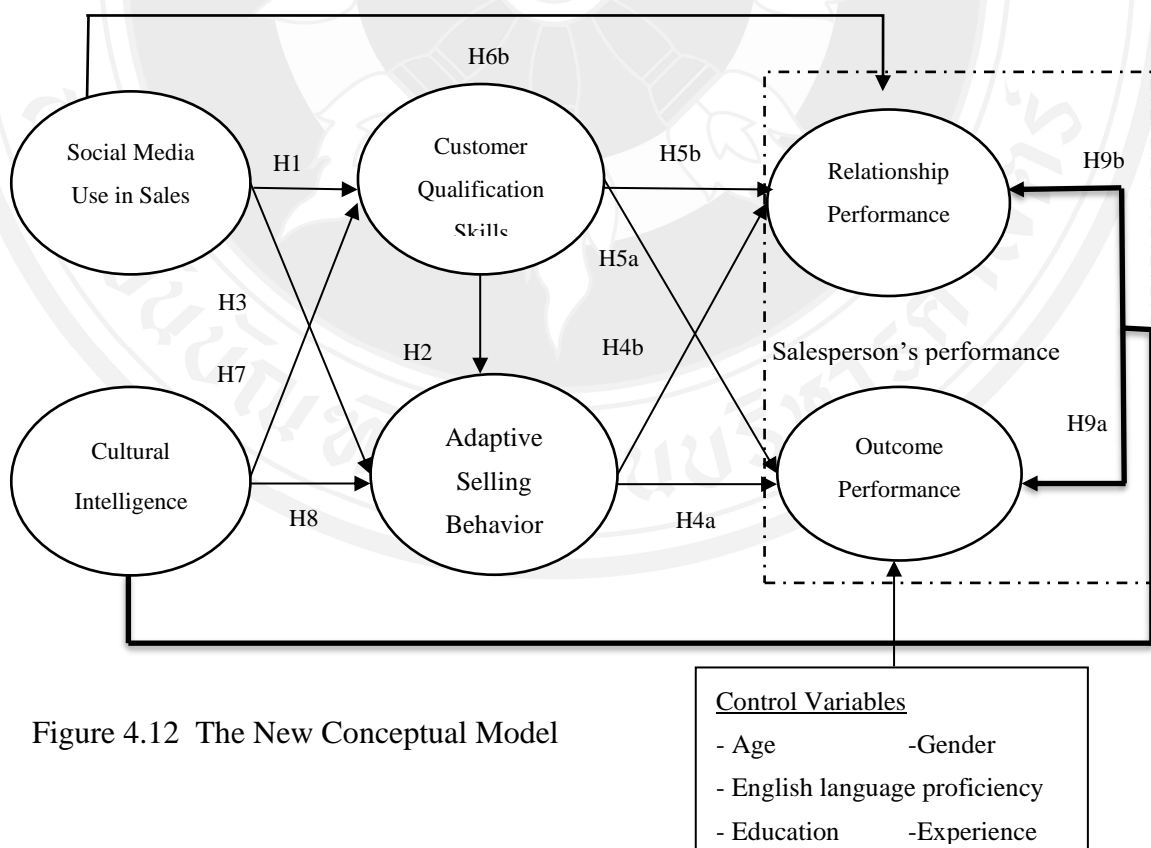 H6b
Social Media
Use in Sales
H1
Customer
Qualification
Skills
H5b
Relationship
Performance
H9b
H3
H5a
H7
H2
H4b
Salesperson's performance
Cultural
Intelligence
H8
Adaptive
Selling
Behavior
H4a
Outcome
Performance
H9a
Figure 4.12 The New Conceptual Model
Control Variables
- Age -Gender
- English language proficiency
- Education -Experience